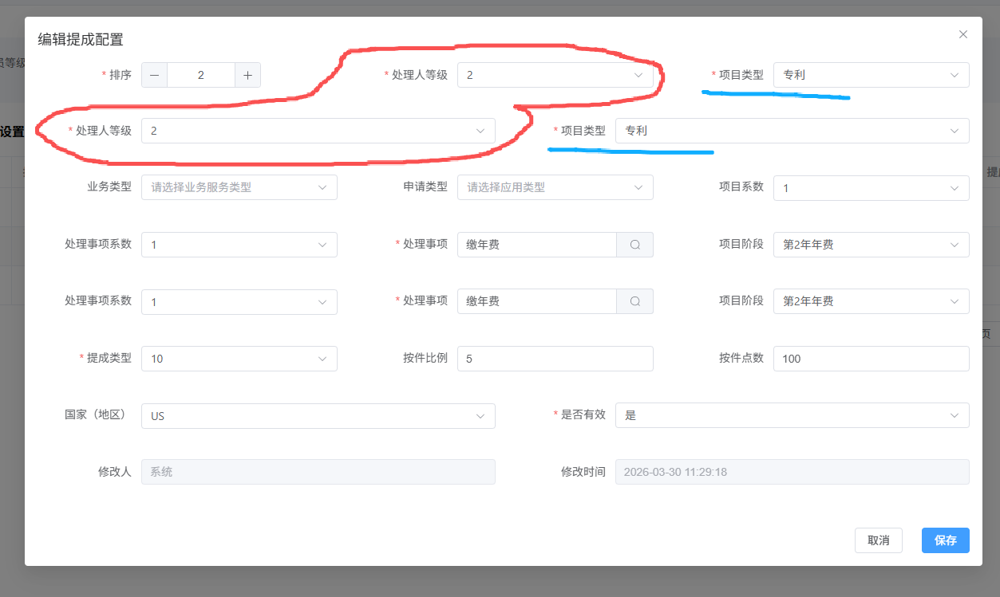 编辑提成配置
* 排序 2 * 处理人等级 2 * 项目类型 专利
* 处理人等级 2 * 项目类型 专利
业务类型 请选择业务服务类型 申请类型 请选择应用类型 项目系数 1
处理事项系数 1 * 处理事项 缴年费 项目阶段 第2年年费
处理事项系数 1 * 处理事项 缴年费 项目阶段 第2年年费
* 提成类型 10 按件比例 5 按件点数 100
国家（地区） US * 是否有效 是
修改人 系统 修改时间 2026-03-30 11:29:18
取消 保存
员等级
设置
提成
页